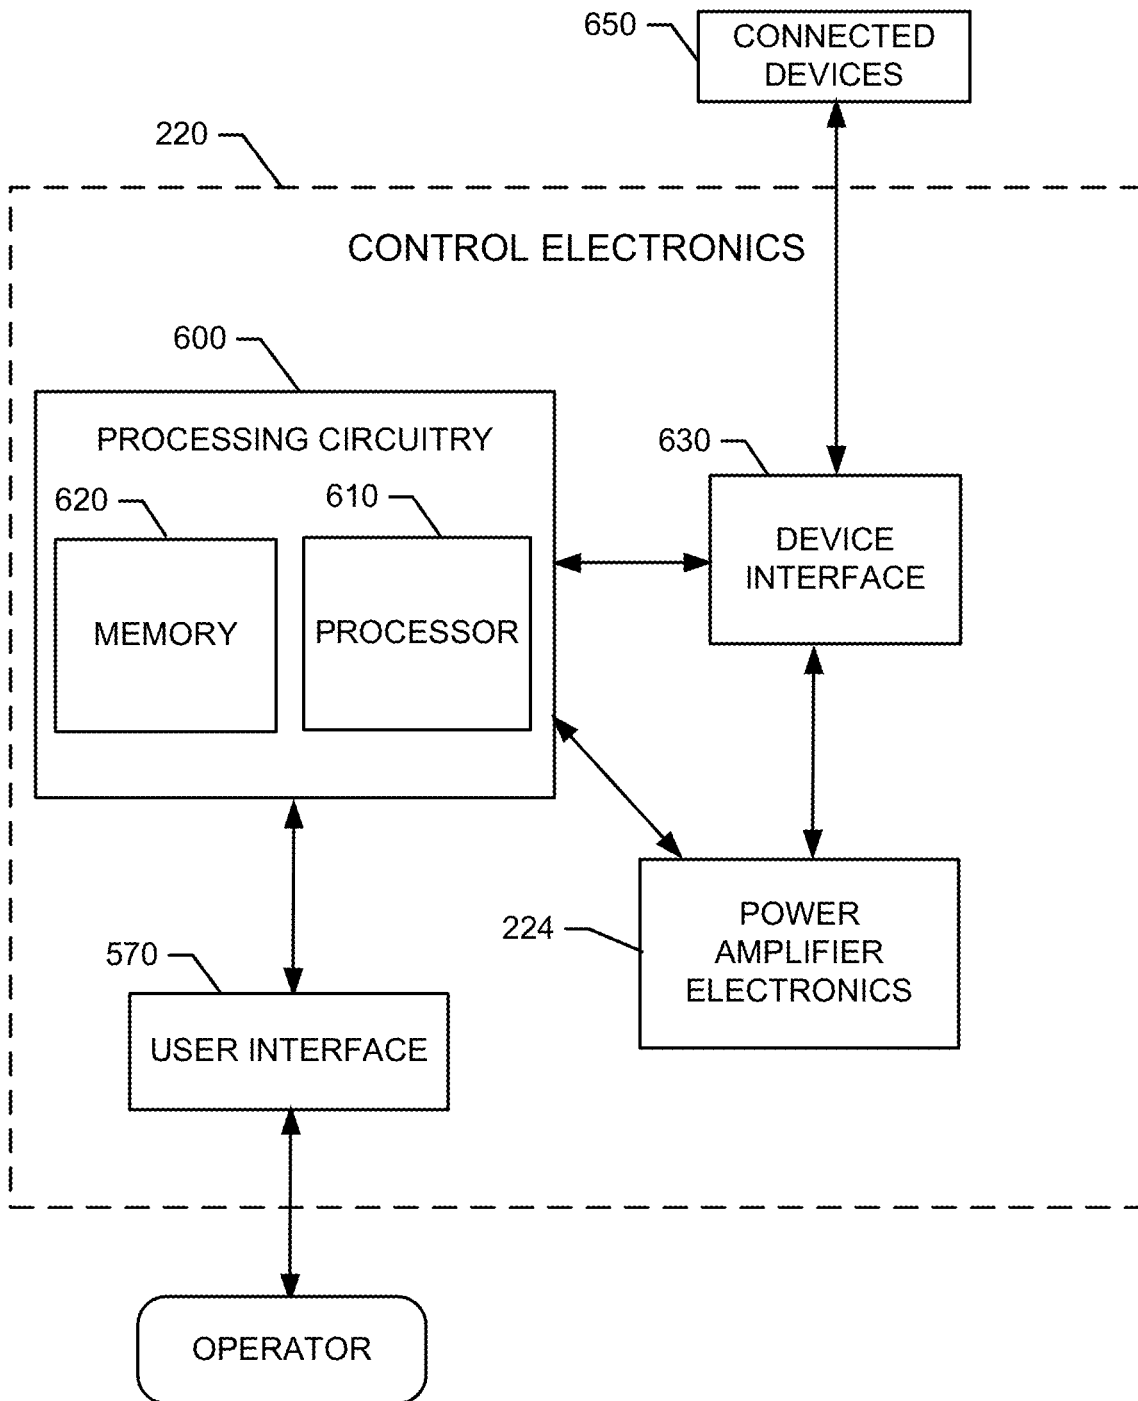 650
CONNECTED
DEVICES
220
CONTROL ELECTRONICS
600
PROCESSING CIRCUITRY
630
620
610
DEVICE
INTERFACE
MEMORY
PROCESSOR
224
POWER
AMPLIFIER
ELECTRONICS
570
USER INTERFACE
OPERATOR